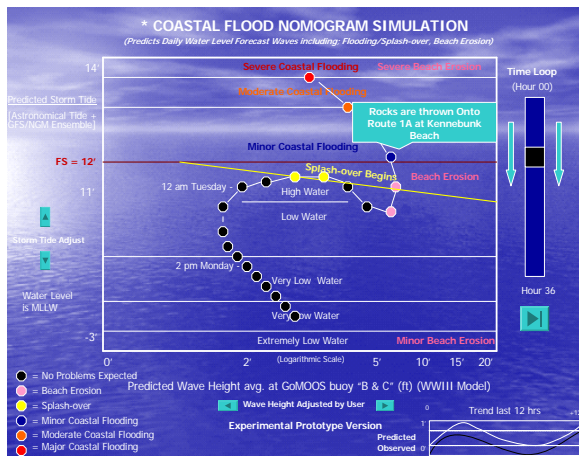 * COASTAL FLOOD NOMOGRAM SIMULATION
(Predicts Daily Water Level Forecast Waves including: Flooding/Splash-over, Beach Erosion)
Severe Coastal Flooding
Severe Beach Erosion
14'
Time Loop
(Hour 00)
Predicted Storm Tide
[Astronomical Tide +
GFS/NGM Ensemble]
Moderate Coastal Flooding
Rocks are thrown Onto
Route 1A at Kennebunk
Beach
Minor Coastal Flooding
FS = 12'
Splash-over Begins
Beach Erosion
11'
12 am Tuesday -
High Water
Low Water
Storm Tide Adjust
2 pm Monday -
Very Low Water
Hour 36
Water Level
is MLLW
Very Low Water
-3'
Extremely Low Water
Minor Beach Erosion
0'
2'
5'
10'
15'
20'
(Logarithmic Scale)
= No Problems Expected
= Beach Erosion
= Splash-over
= Minor Coastal Flooding
= Moderate Coastal Flooding
= Major Coastal Flooding
Predicted Wave Height avg. at GoMOOS buoy "B & C" (ft) (WWIII Model)
Wave Height Adjusted by User
Experimental Prototype Version
Predicted
Observed
0
Trend last 12 hrs
+12
1'
0'